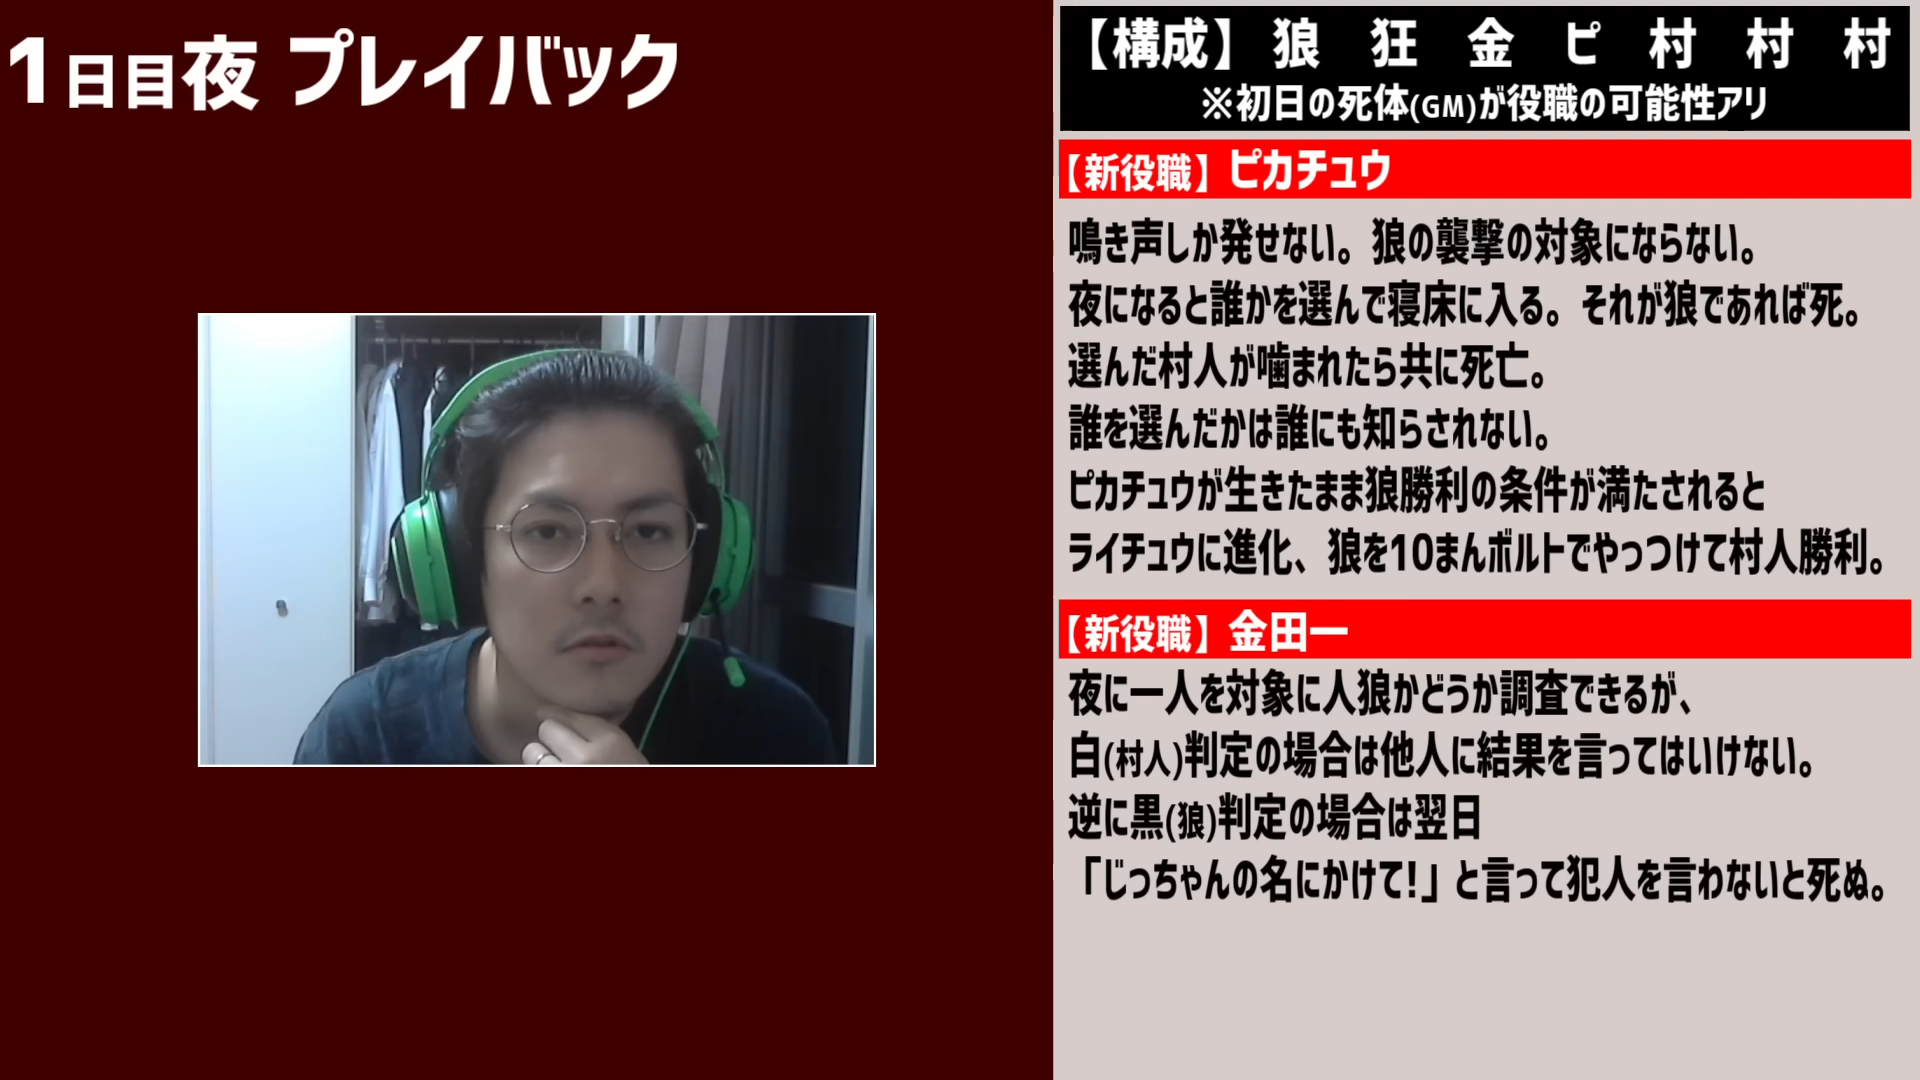 1日目夜 プレイバック
【構成】 狼 狂 金 ピ 村 村 村
※初日の死体(GM)が役職の可能性アリ
【新役職】ピカチュウ
鳴き声しか発せない。狼の襲撃の対象にならない。
夜になると誰かを選んで寝床に入る。それが狼であれば死。
選んだ村人が噛まれたら共に死亡。
誰を選んだかは誰にも知らされない。
ピカチュウが生きたまま狼勝利の条件が満たされると
ライチュウに進化、狼を10まんボルトでやっつけて村人勝利。
【新役職】金田一
夜に一人を対象に人狼かどうか調査できるが、
白(村人)判定の場合は他人に結果を言ってはいけない。
逆に黒(狼)判定の場合は翌日
「じっちゃんの名にかけて!」と言って犯人を言わないと死ぬ。